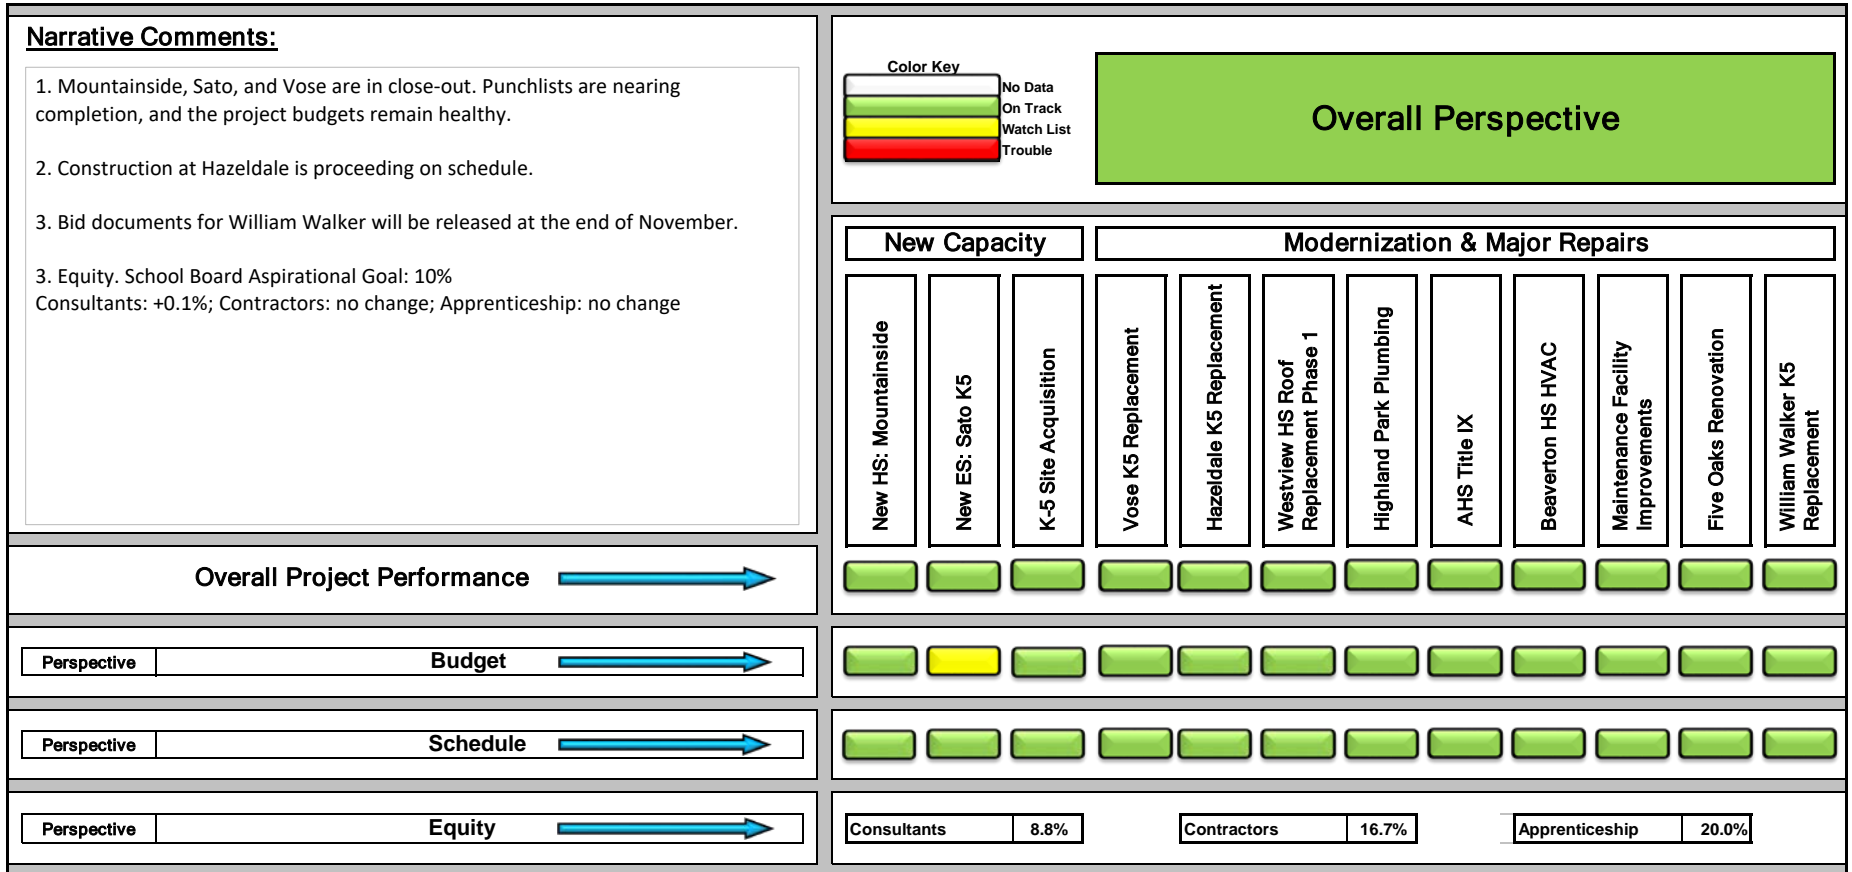 Narrative Comments:
1. Mountainside, Sato, and Vose are in close-out. Punchlists are nearing
completion, and the project budgets remain healthy.
2. Construction at Hazeldale is proceeding on schedule.
3. Bid documents for William Walker will be released at the end of November.
3. Equity. School Board Aspirational Goal: 10%
Consultants: +0.1%; Contractors: no change; Apprenticeship: no change
Color Key
No Data
On Track
Watch List
Trouble
Overall Perspective
New Capacity
Modernization & Major Repairs
New HS: Mountainside
New ES: Sato K5
K-5 Site Acquisition
Vose K5 Replacement
Hazeldale K5 Replacement
Westview HS Roof
Replacement Phase 1
Highland Park Plumbing
AHS Title IX
Beaverton HS HVAC
Maintenance Facility
Improvements
Five Oaks Renovation
William Walker K5
Replacement
Overall Project Performance
Perspective
Budget
Perspective
Schedule
Perspective
Equity
Consultants 8.8%
Contractors 16.7%
Apprenticeship 20.0%